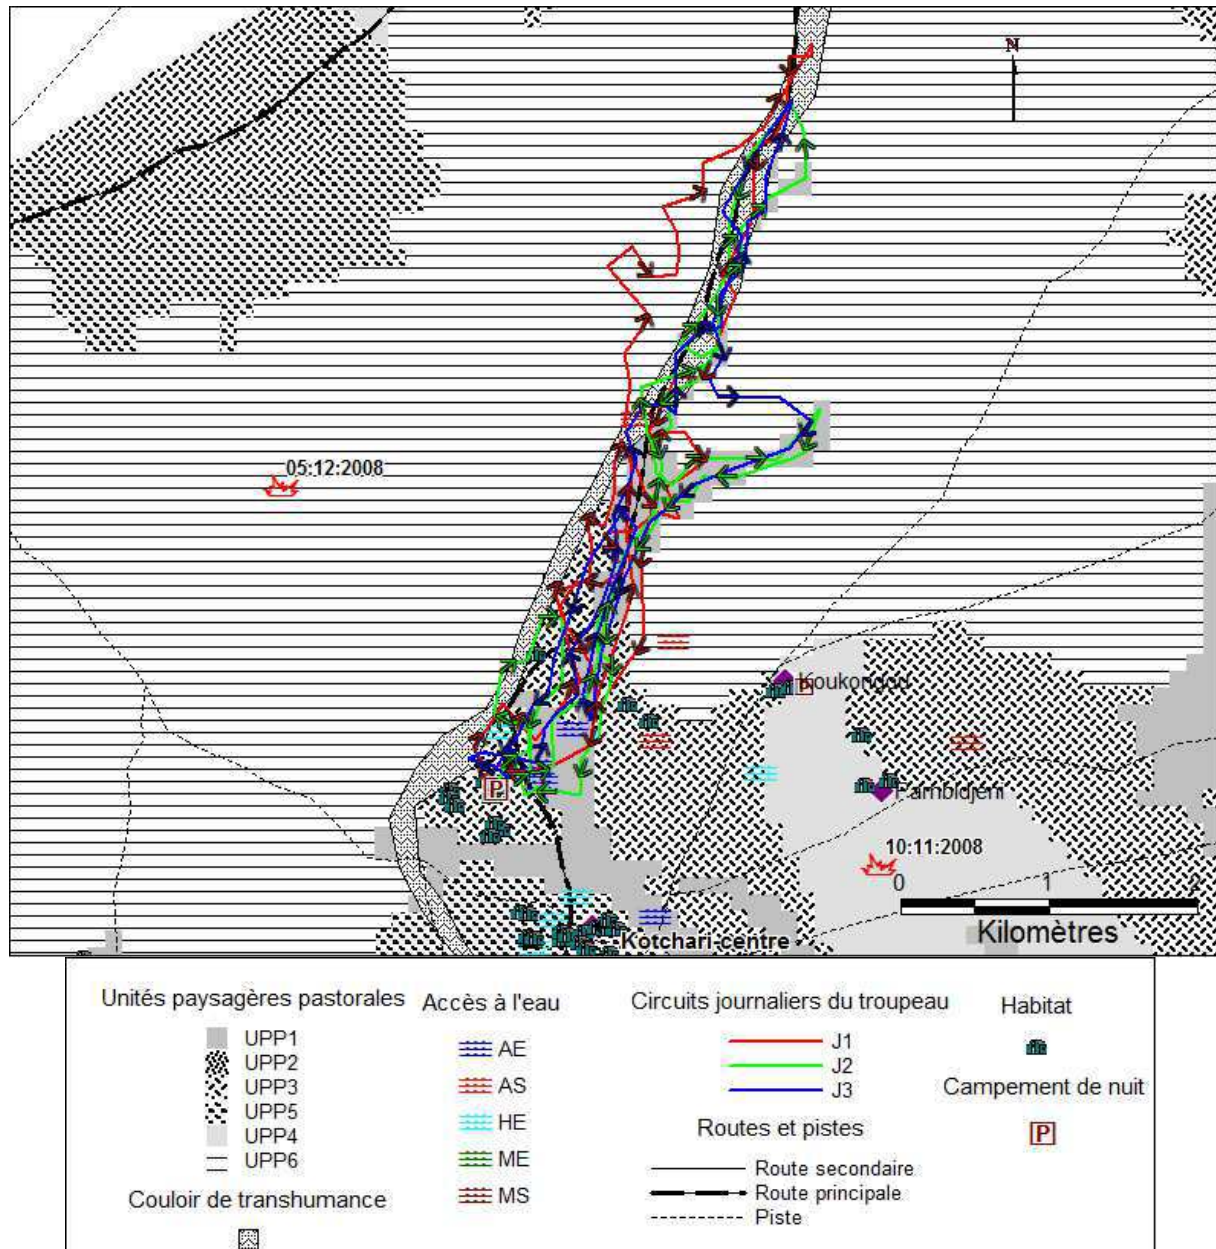 N
05:12:2008
Koukongou
P
Pambidjeni
P
10:11:2008
0 1 2
Kilomètres
Kotchari-centre
Unités paysagères pastorales
UPP1
UPP2
UPP3
UPP5
UPP4
UPP6
Couloir de transhumance
Accès à l'eau
AE
AS
HE
ME
MS
Circuits journaliers du troupeau
J1
J2
J3
Routes et pistes
Route secondaire
Route principale
Piste
Habitat
Campement de nuit
P